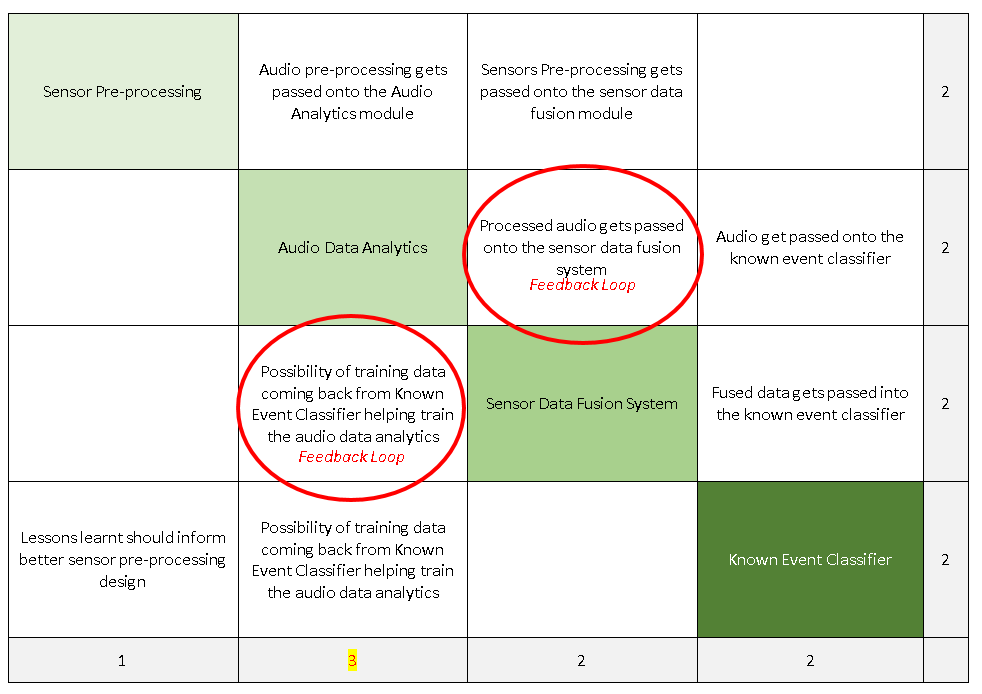 Sensor Pre-processing
Audio pre-processing gets
passed onto the Audio
Analytics module
Sensors Pre-processing gets
passed onto the sensor data
fusion module
2
Audio Data Analytics
Processed audio gets passed
onto the sensor data fusion
system
Feedback Loop
Audio get passed onto the
known event classifier
2
Possibility of training data
coming back from Known
Event Classifier helping train
the audio data analytics
Feedback Loop
Sensor Data Fusion System
Fused data gets passed into
the known event classifier
2
Lessons learnt should inform
better sensor pre-processing
design
Possibility of training data
coming back from Known
Event Classifier helping train
the audio data analytics
Known Event Classifier
2
1
3
2
2